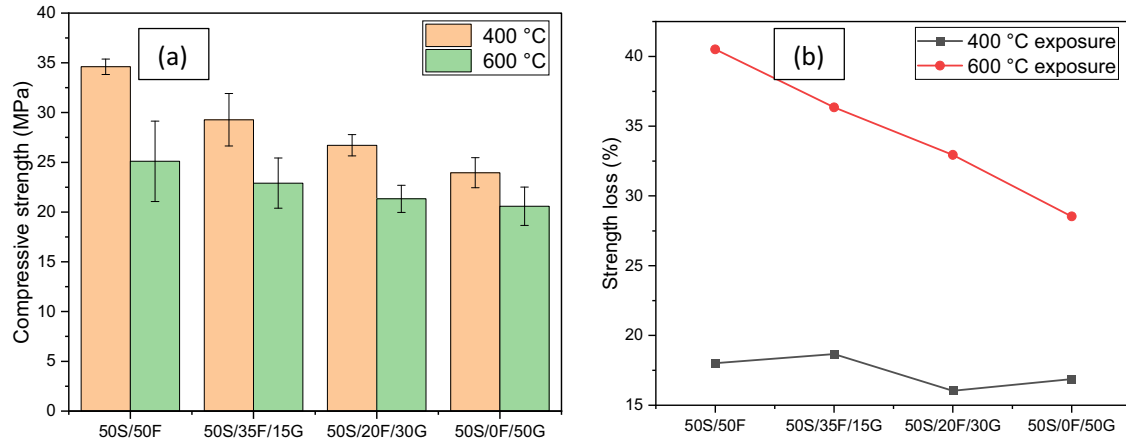 (a)
400 °C
600 °C
Compressive strength (MPa)
40
35
30
25
20
15
10
5
0
50S/50F
50S/35F/15G
50S/20F/30G
50S/0F/50G
(b)
400 °C exposure
600 °C exposure
Strength loss (%)
40
35
30
25
20
15
50S/50F
50S/35F/15G
50S/20F/30G
50S/0F/50G